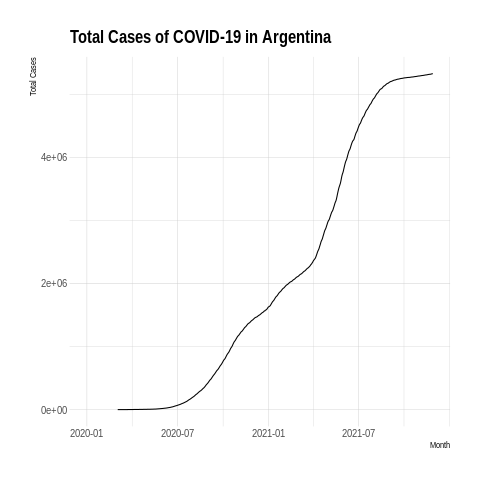 Total Cases of COVID-19 in Argentina
Total Cases
4e+06
2e+06
0e+00
2020-01 2020-07 2021-01 2021-07
Month